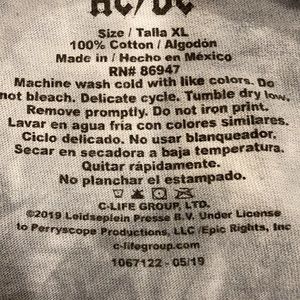 AC/DC
Size / Talla XL
100% Cotton / Algodón
Made in / Hecho en México
RN# 86947
Machine wash cold with like colors. Do
not bleach. Delicate cycle. Tumble dry low.
Remove promptly. Do not iron print.
Lavar en agua fría con colores similares.
Ciclo delicado. No usar blanqueador.
Secar en secadora a baja temperatura.
Quitar rápidamente.
No planchar el estampado.
C-LIFE GROUP, LTD.
©2019 Leidseplein Presse B.V. Under License
to Perryscope Productions, LLC /Epic Rights, Inc
c-lifegroup.com
1067122 - 05/19